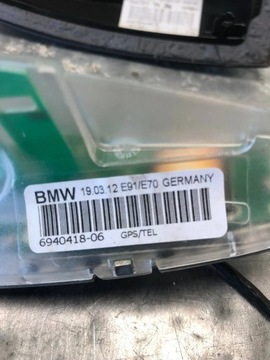 BMW 19.03.12 E91/E70 GERMANY
6940418-06 GPS/TEL